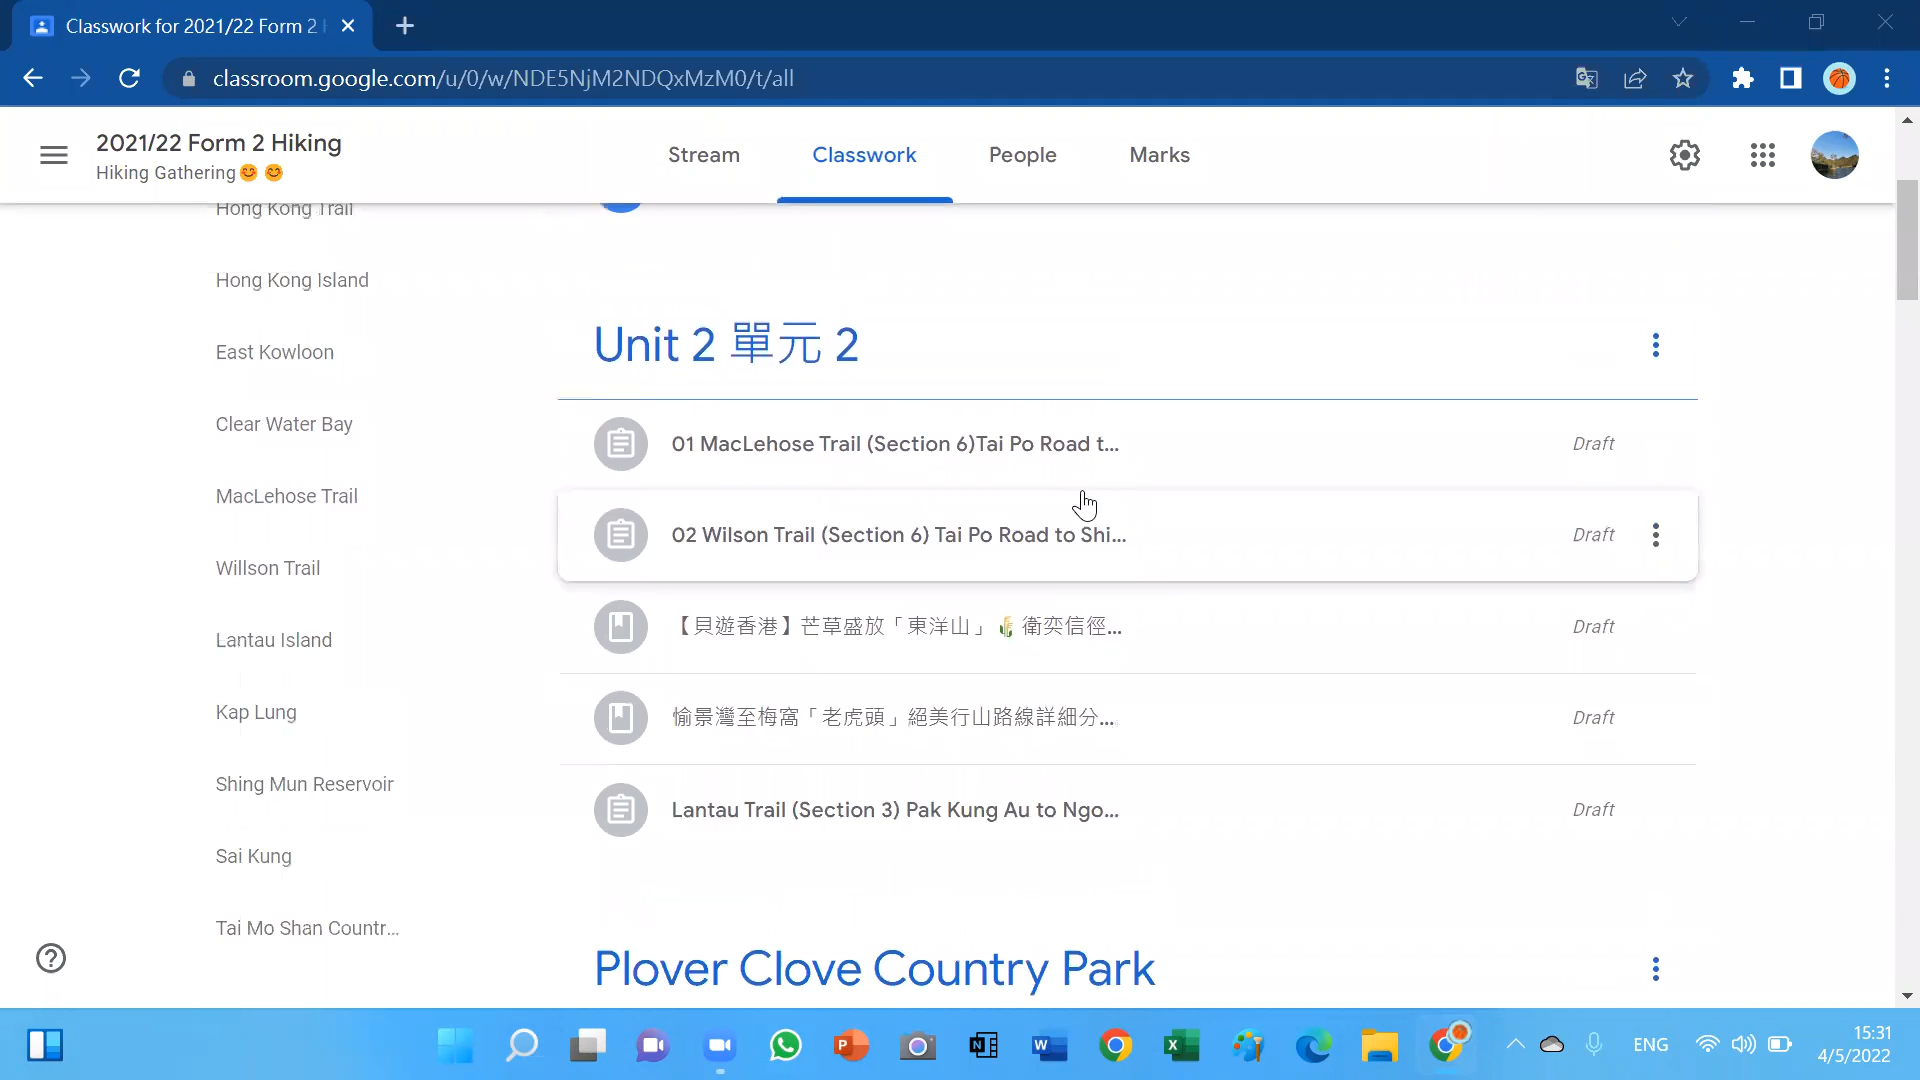 Classwork for 2021/22 Form 2 H
classroom.google.com/u/0/w/NDE5NjM2NDQxMzM0/t/all
2021/22 Form 2 Hiking
Hiking Gathering😊 😊
Stream
Classwork
People
Marks
Hong Kong Trail
Hong Kong Island
East Kowloon
Clear Water Bay
MacLehose Trail
Willson Trail
Lantau Island
Kap Lung
Shing Mun Reservoir
Sai Kung
Tai Mo Shan Countr...
Unit 2 單元 2
01 MacLehose Trail (Section 6)Tai Po Road t...
Draft
02 Wilson Trail (Section 6) Tai Po Road to Shi...
Draft
【貝遊香港】芒草盛放「東洋山」🌾 衛奕信徑...
Draft
愉景灣至梅窩「老虎頭」絕美行山路線詳細分...
Draft
Lantau Trail (Section 3) Pak Kung Au to Ngo...
Draft
Plover Clove Country Park
ENG
15:31
4/5/2022